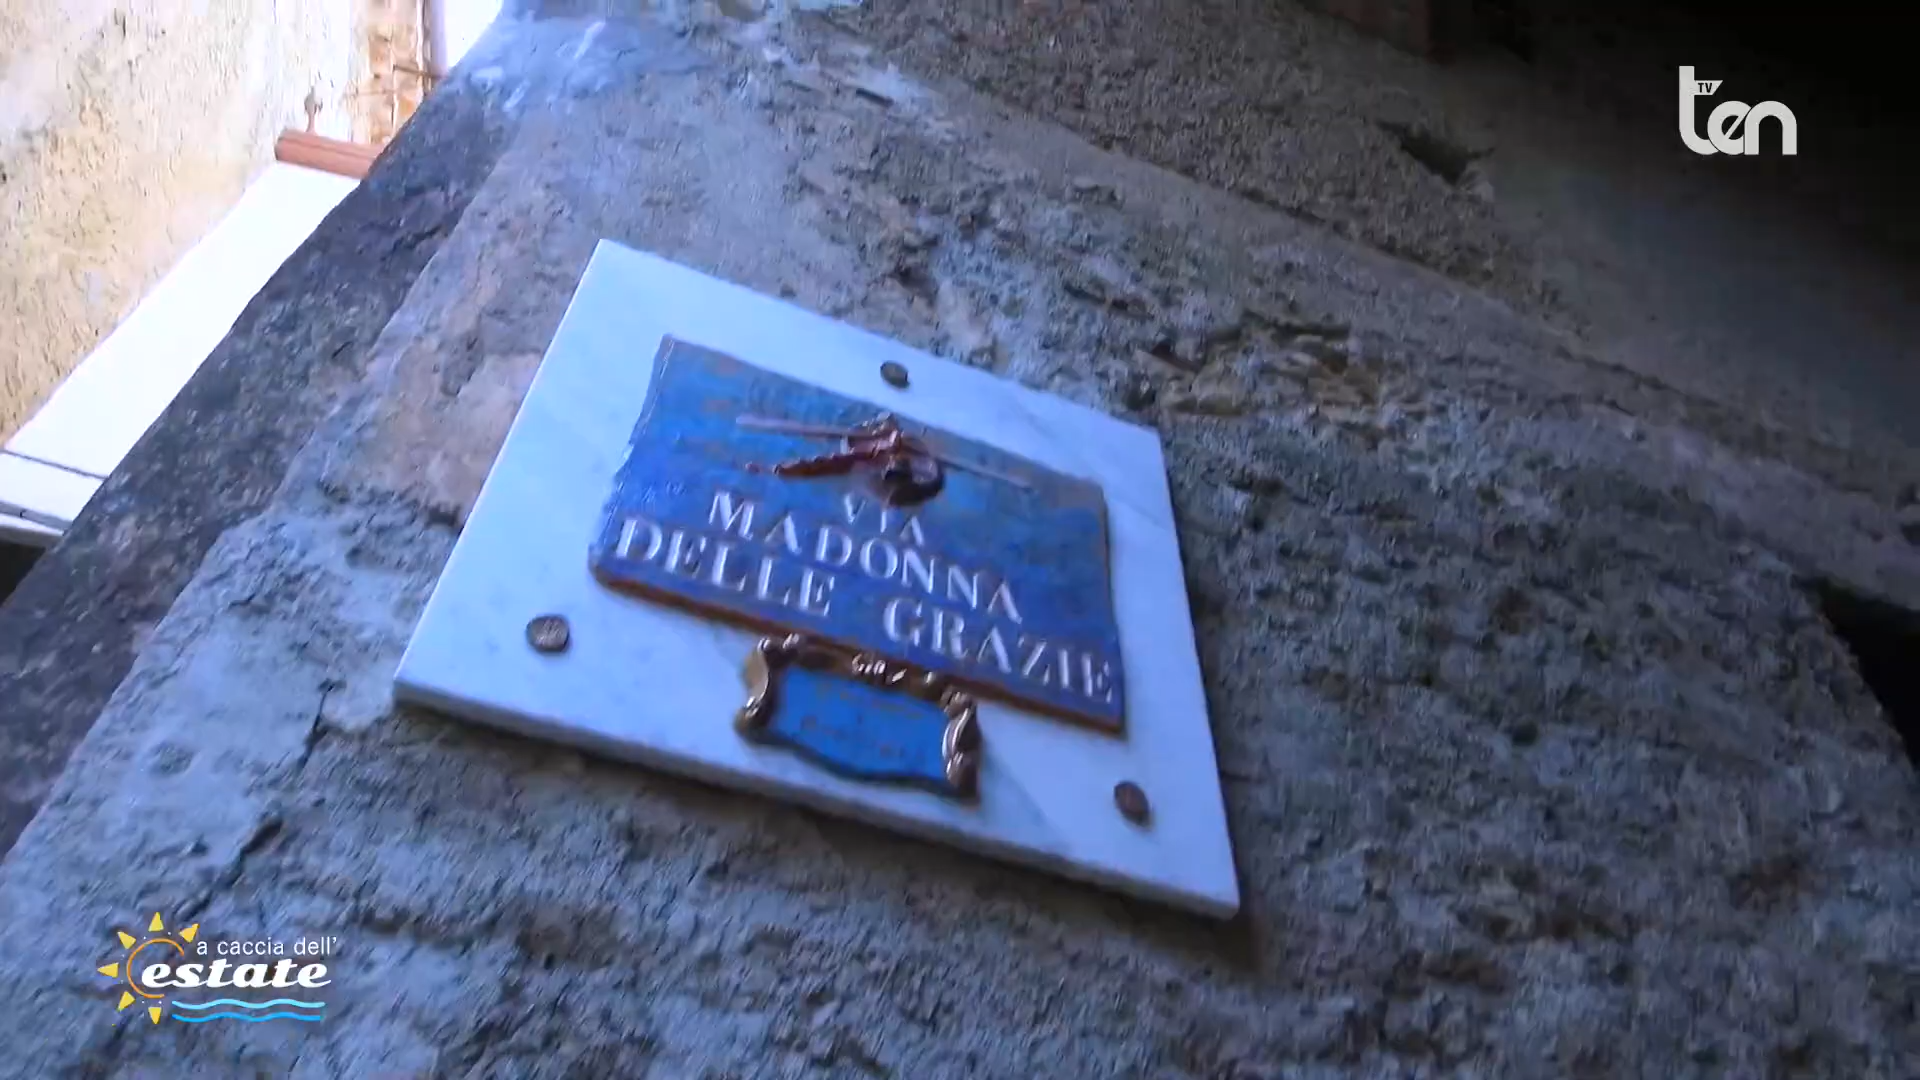 TV
ten
VIA
MADONNA
DELLE GRAZIE
a caccia dell'
estate